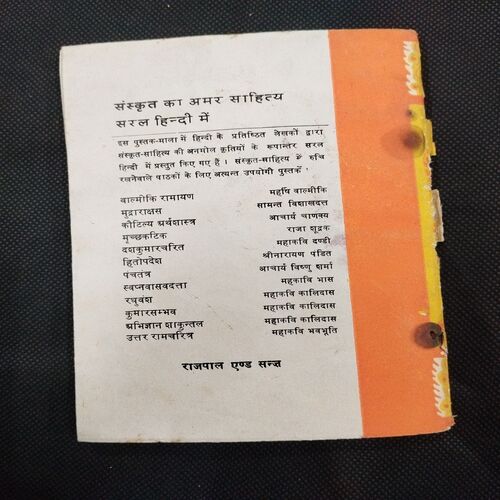 संस्कृत का अमर साहित्य
सरल हिन्दी में
इस पुस्तक-माला में हिन्दी के प्रतिष्ठित लेखकों द्वारा
संस्कृत-साहित्य की अनमोल कृतियों के रूपान्तर सरल
हिन्दी में प्रस्तुत किए गए हैं । संस्कृत-साहित्य में रुचि
रखनेवाले पाठकों के लिए अत्यन्त उपयोगी पुस्तकें :
वाल्मीकि रामायण महर्षि वाल्मीकि
मुद्राराक्षस सामन्त विशाखदत्त
कौटिल्य अर्थशास्त्र आचार्य चाणक्य
मृच्छकटिक राजा शूद्रक
दशकुमारचरित महाकवि दण्डी
हितोपदेश श्रीनारायण पंडित
पंचतंत्र आचार्य विष्णु शर्मा
स्वप्नवासवदत्ता महकावि भास
रघुवंश महाकवि कालिदास
कुमारसम्भव महाकवि कालिदास
अभिज्ञान शाकुन्तल महाकवि कालिदास
उत्तर रामचरित्र महाकवि भवभूति
राजपाल एण्ड सन्ज़